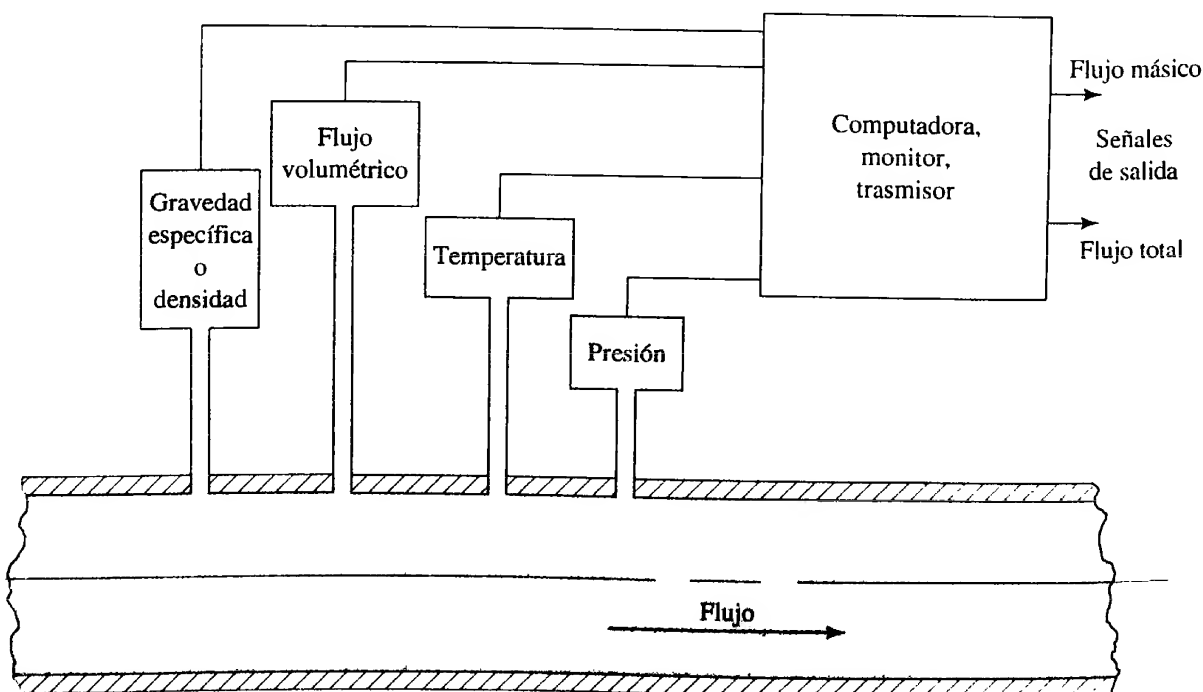 Flujo
volumétrico
Gravedad
específica
o
densidad
Temperatura
Presión
Computadora,
monitor,
trasmisor
Flujo másico
Señales
de salida
Flujo total
Flujo